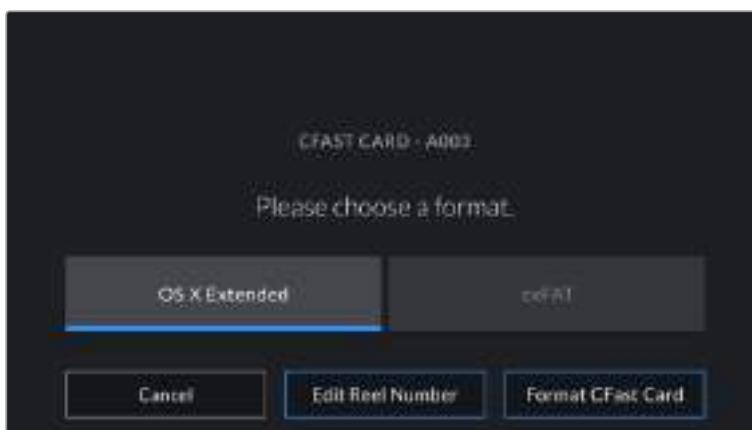 CFAST CARD - A003
Please choose a format.
OS X Extended
exFAT
Cancel
Edit Reel Number
Format CFast Card